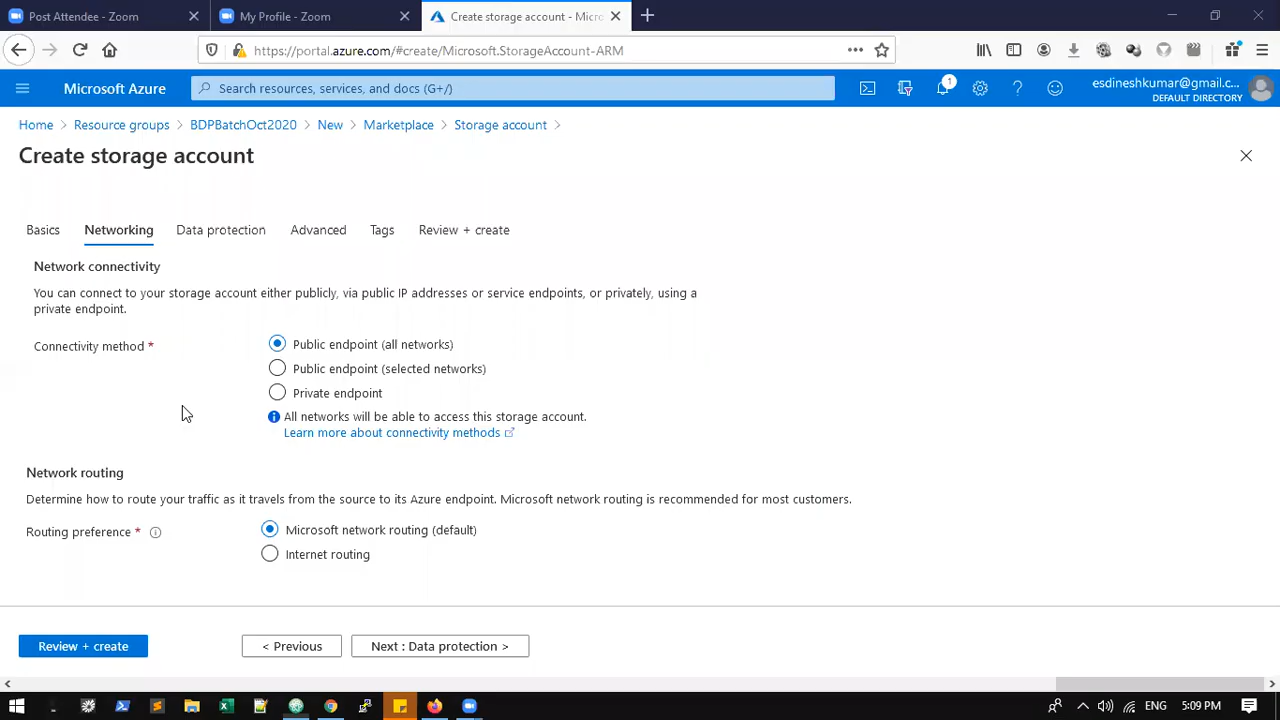 Post Attendee - Zoom
My Profile - Zoom
Create storage account - Micro
https://portal.azure.com/#create/Microsoft.StorageAccount-ARM
Microsoft Azure
Search resources, services, and docs (G+/)
1
esdineshkumar@gmail.c...
DEFAULT DIRECTORY
Home > Resource groups > BDPBatchOct2020 > New > Marketplace > Storage account >
Create storage account
Basics Networking Data protection Advanced Tags Review + create
Network connectivity
You can connect to your storage account either publicly, via public IP addresses or service endpoints, or privately, using a
private endpoint.
Connectivity method *
Public endpoint (all networks)
Public endpoint (selected networks)
Private endpoint
All networks will be able to access this storage account.
Learn more about connectivity methods
Network routing
Determine how to route your traffic as it travels from the source to its Azure endpoint. Microsoft network routing is recommended for most customers.
Routing preference *
Microsoft network routing (default)
Internet routing
Review + create
< Previous
Next : Data protection >
ENG
5:09 PM